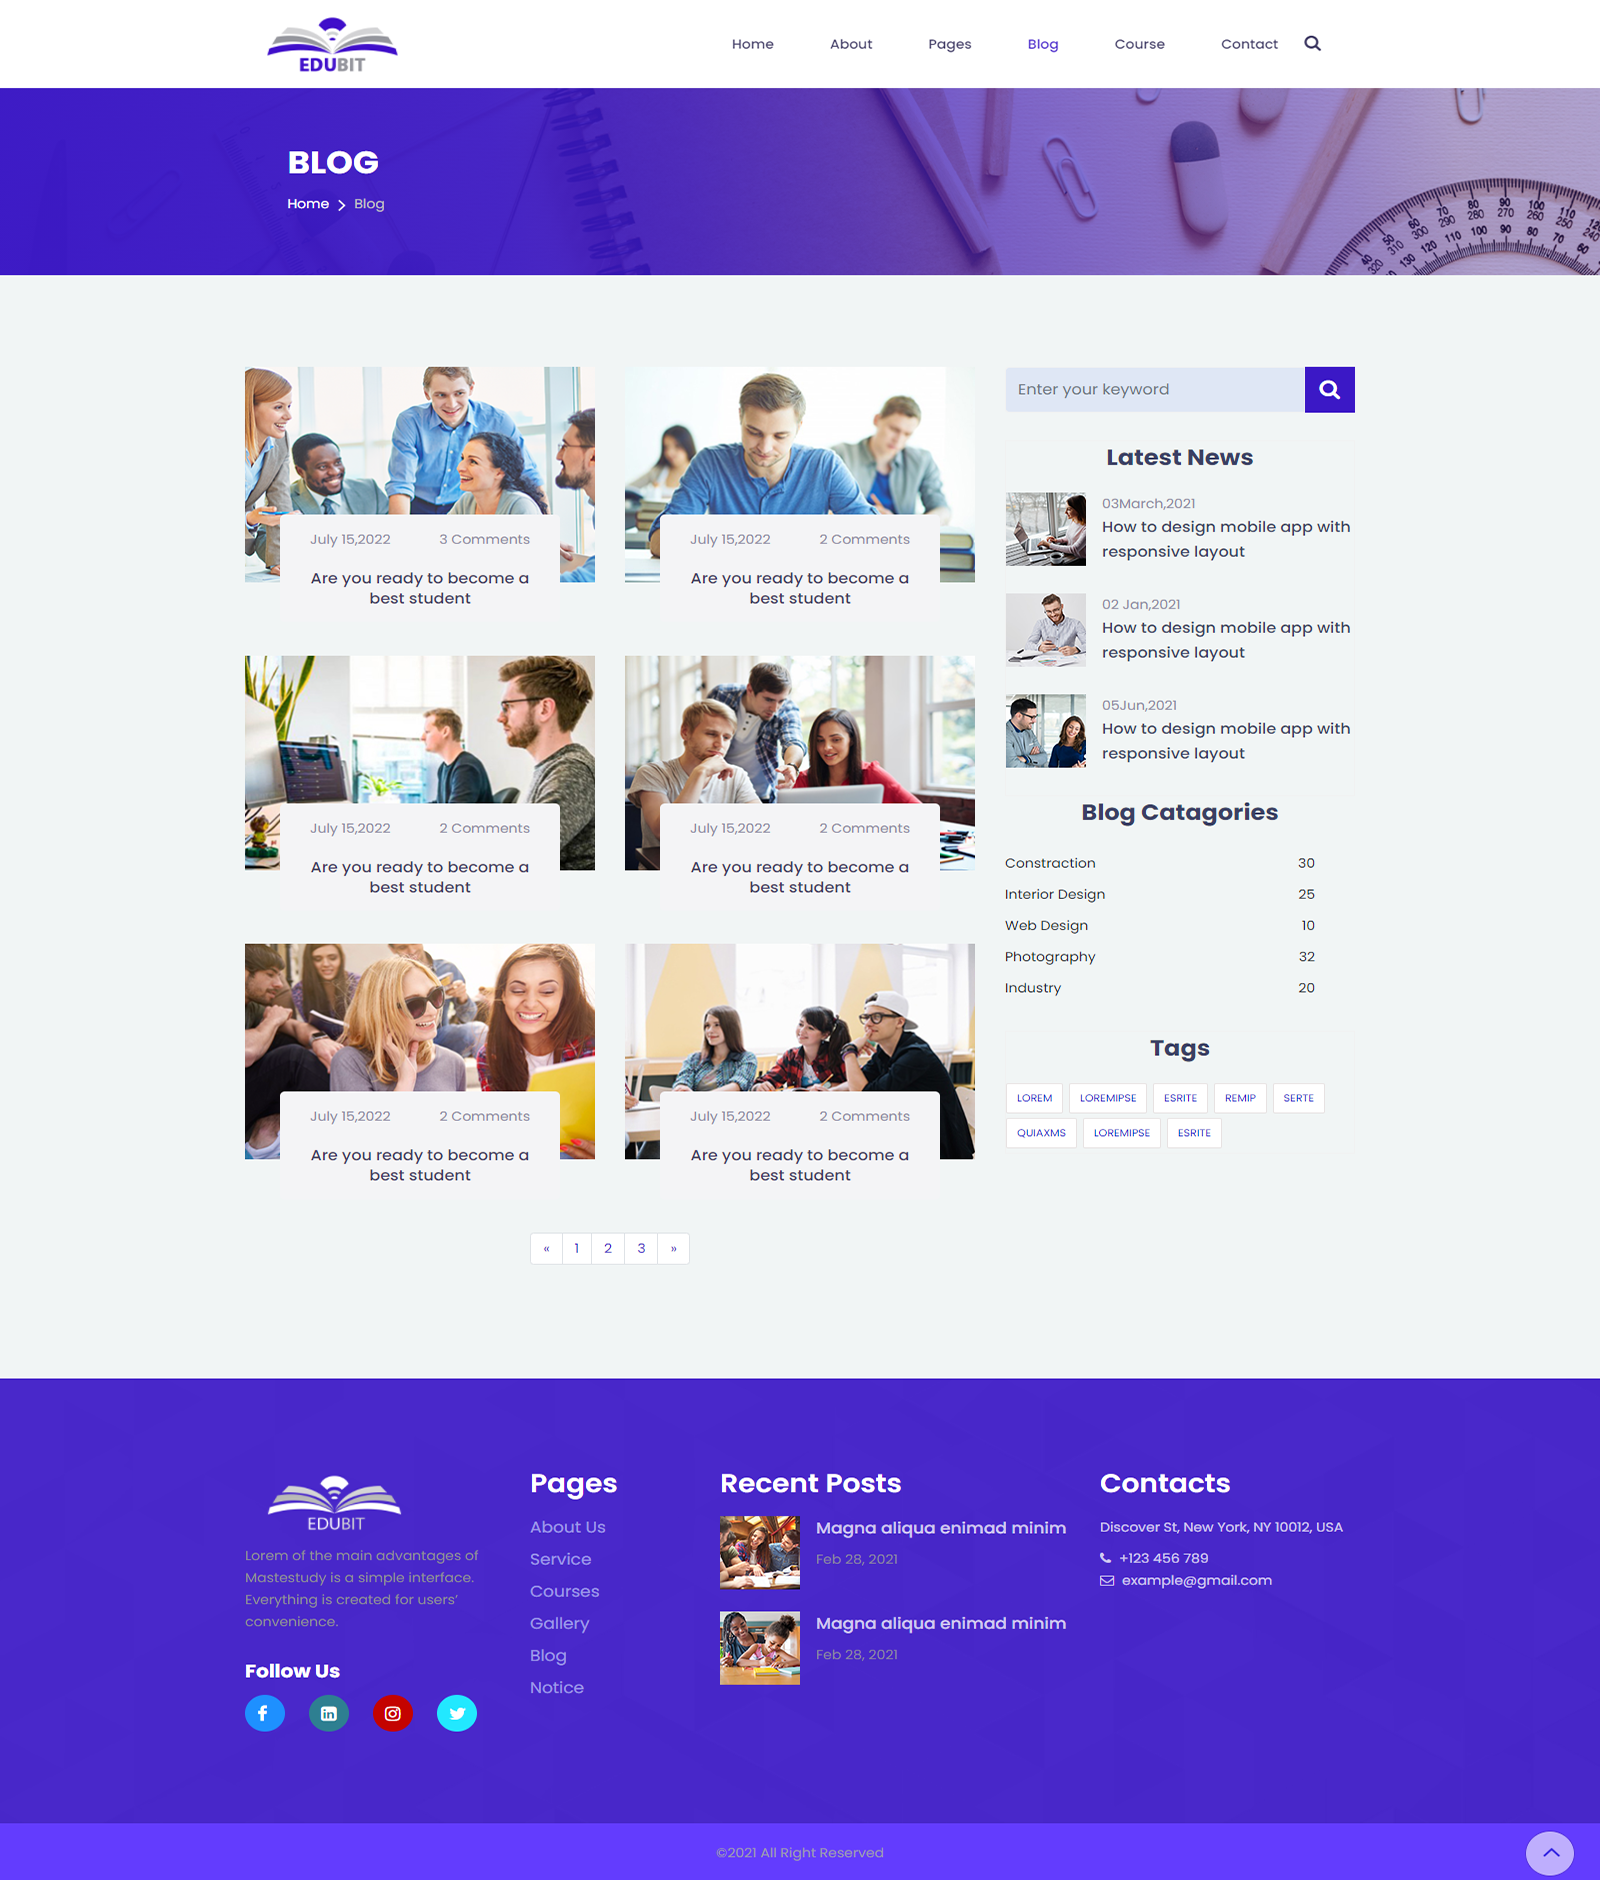 EDUBIT
Home About Pages Blog Course Contact
BLOG
Home Blog
July 15,2022 3 Comments
Are you ready to become a
best student
July 15,2022 2 Comments
Are you ready to become a
best student
July 15,2022 2 Comments
Are you ready to become a
best student
July 15,2022 2 Comments
Are you ready to become a
best student
July 15,2022 2 Comments
Are you ready to become a
best student
July 15,2022 2 Comments
Are you ready to become a
best student
« 1 2 3 »
Enter your keyword
Latest News
03March,2021
How to design mobile app with
responsive layout
02 Jan,2021
How to design mobile app with
responsive layout
05Jun,2021
How to design mobile app with
responsive layout
Blog Catagories
Constraction 30
Interior Design 25
Web Design 10
Photography 32
Industry 20
Tags
LOREM LOREMIPSE ESRITE REMIP SERTE
QUIAXMS LOREMIPSE ESRITE
EDUBIT
Lorem of the main advantages of
Mastestudy is a simple interface.
Everything is created for users’
convenience.
Follow Us
Pages
About Us
Service
Courses
Gallery
Blog
Notice
Recent Posts
Magna aliqua enimad minim
Feb 28, 2021
Magna aliqua enimad minim
Feb 28, 2021
Contacts
Discover St, New York, NY 10012, USA
+123 456 789
example@gmail.com
©2021 All Right Reserved